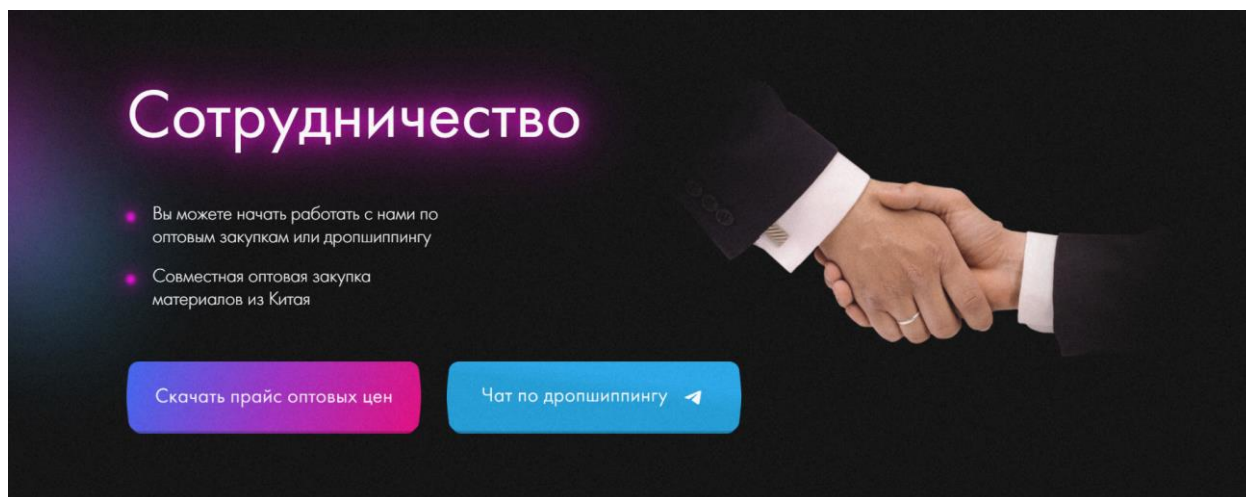 Сотрудничество
Вы можете начать работать с нами по
оптовым закупкам или дропшиппингу
Совместная оптовая закупка
материалов из Китая
Скачать прайс оптовых цен
Чат по дропшиппингу